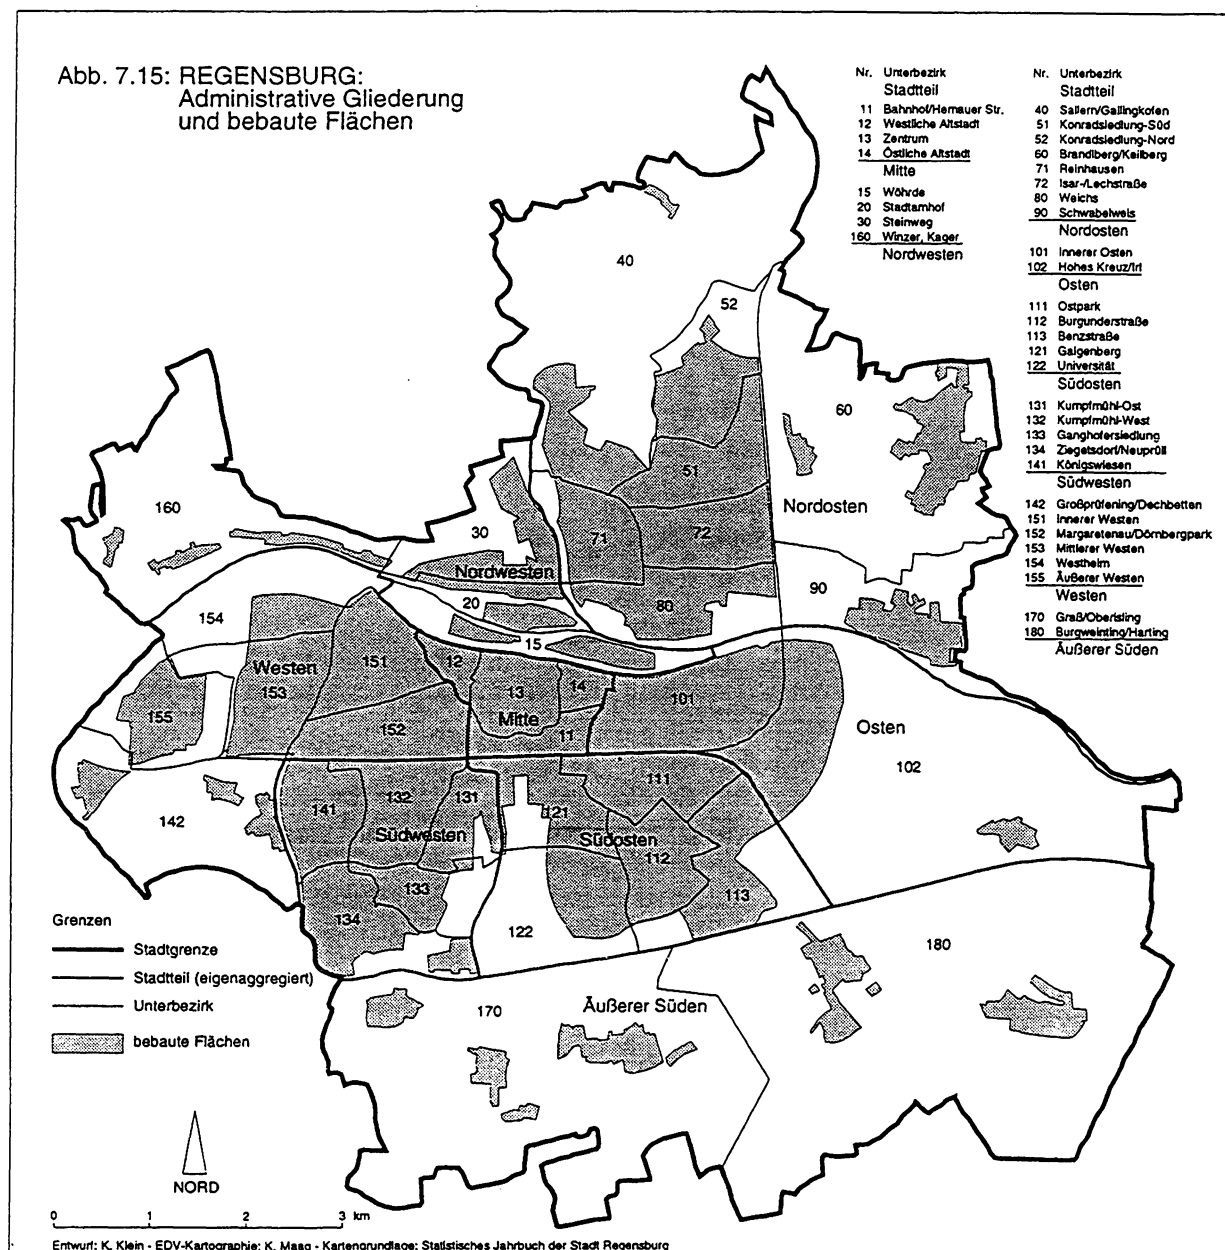 Abb. 7.15: REGENSBURG:
Administrative Gliederung
und bebaute Flächen
Nr. Unterbezirk
Stadtteil
11 Bahnhof/Hemauer Str.
12 Westliche Altstadt
13 Zentrum
14 Östliche Altstadt
Mitte
15 Wöhrde
20 Stadtamhof
30 Steinweg
160 Winzer, Kager
Nordwesten
Nr. Unterbezirk
Stadtteil
40 Sallern/Gallingkofen
51 Konradsiedlung-Süd
52 Konradsiedlung-Nord
60 Brandlberg/Keilberg
71 Reinhausen
72 Isar-/Lechstraße
80 Weichs
90 Schwabelweis
Nordosten
101 Innerer Osten
102 Hohes Kreuz/Irl
Osten
111 Ostpark
112 Burgunderstraße
113 Benzstraße
121 Galgenberg
122 Universität
Südosten
131 Kumpfmühl-Ost
132 Kumpfmühl-West
133 Ganghofersiedlung
134 Ziegetsdorf/Neuprüll
141 Königswiesen
Südwesten
142 Großprüfening/Dechbetten
151 Innerer Westen
152 Margaretenau/Dörnbergpark
153 Mittlerer Westen
154 Westheim
155 Äußerer Westen
Westen
170 Graß/Oberisling
180 Burgweinting/Harting
Äußerer Süden
40
52
60
51
Nordosten
160
30
71
72
Nordwesten
90
20
80
154
15
Westen
151
12
13
14
101
153
155
152
Mitte
11
Osten
102
111
141
132
131
121
142
Südwesten
Südosten
112
133
113
134
122
180
170
Äußerer Süden
Grenzen
Stadtgrenze
Stadtteil (eigenaggregiert)
Unterbezirk
bebaute Flächen
NORD
0 1 2 3 km
Entwurf: K. Klein - EDV-Kartographie: K. Maag - Kartengrundlage: Statistisches Jahrbuch der Stadt Regensburg